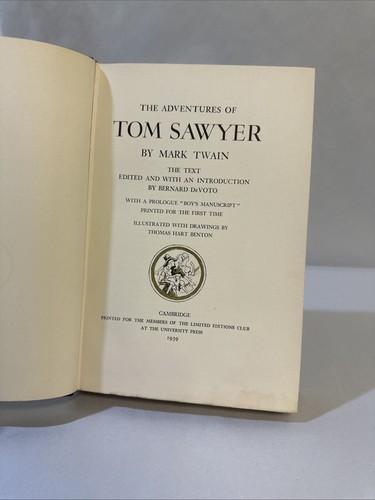 THE ADVENTURES OF
TOM SAWYER
BY MARK TWAIN
THE TEXT
EDITED AND WITH AN INTRODUCTION
BY BERNARD DeVOTO
WITH A PROLOGUE "BOY'S MANUSCRIPT"
PRINTED FOR THE FIRST TIME
ILLUSTRATED WITH DRAWINGS BY
THOMAS HART BENTON
CAMBRIDGE
PRINTED FOR THE MEMBERS OF THE LIMITED EDITIONS CLUB
AT THE UNIVERSITY PRESS
1939